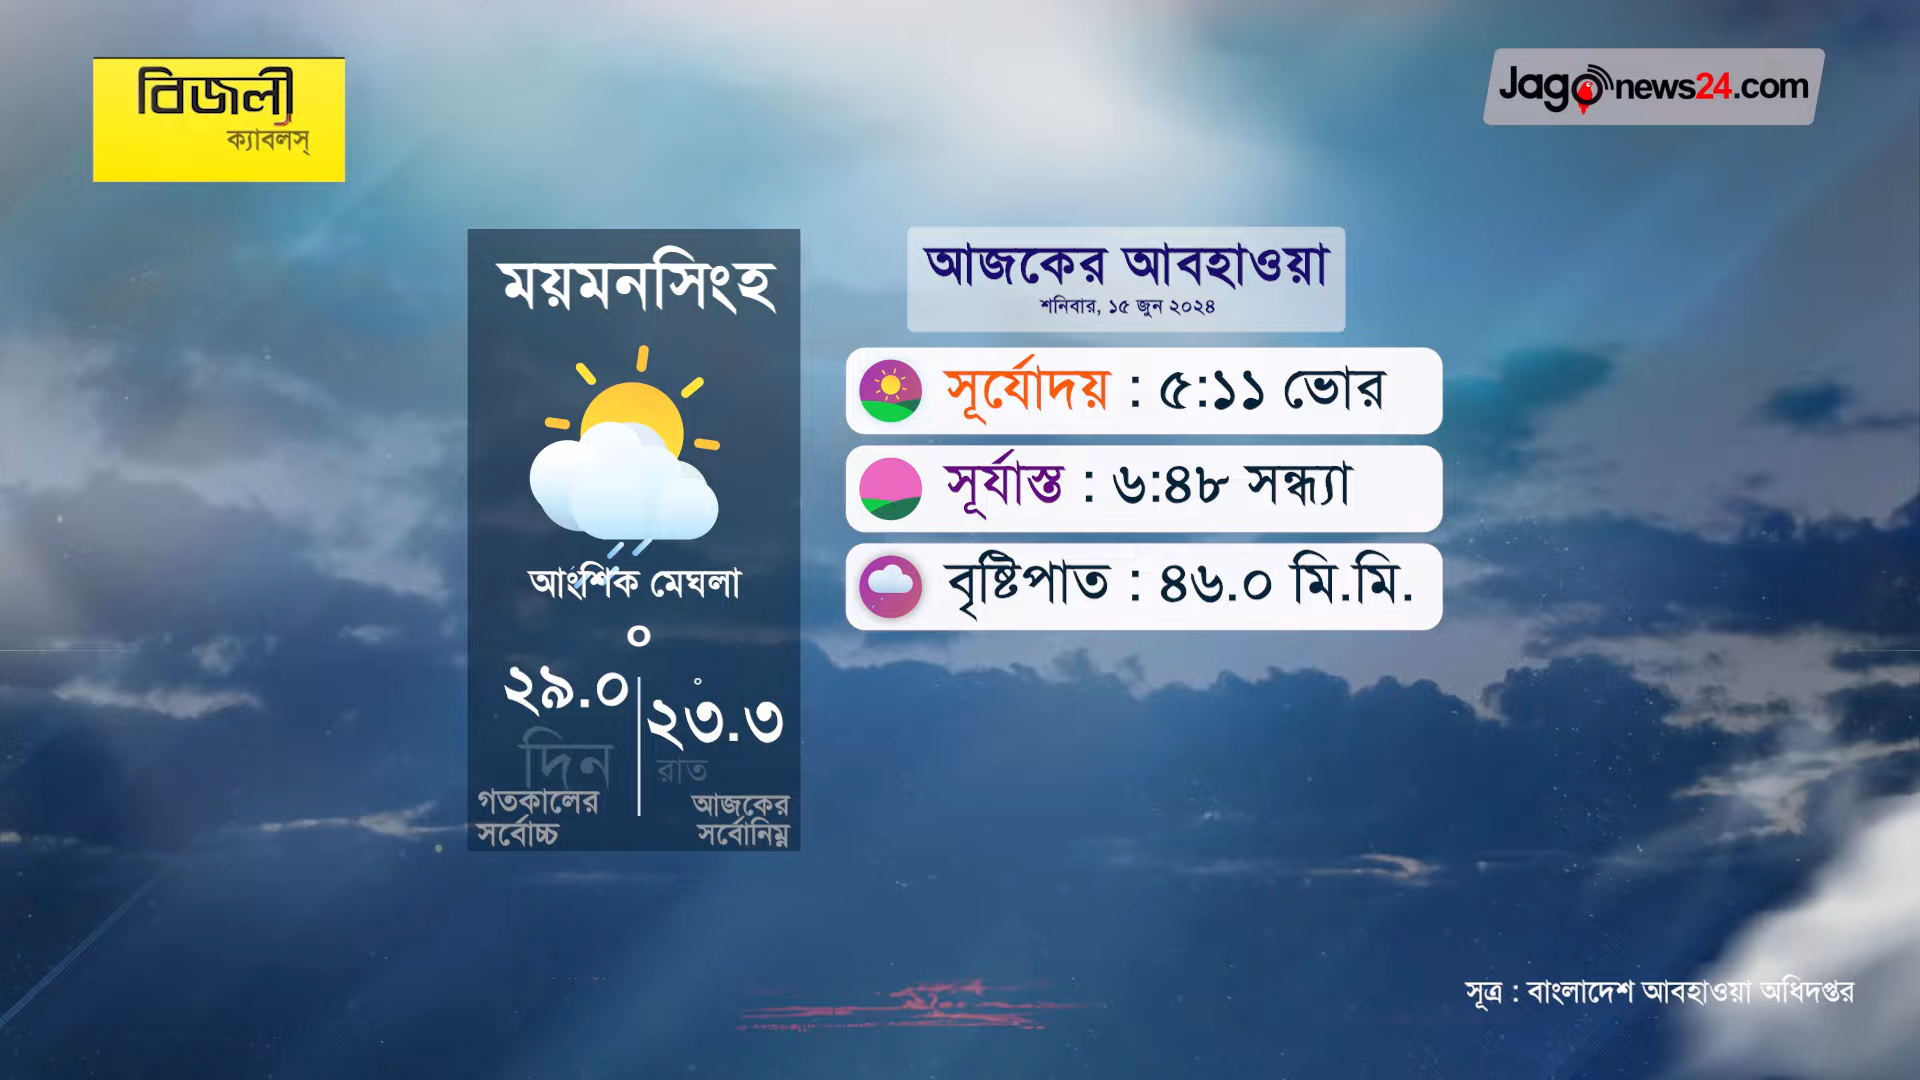 বিজলী
ক্যাবলস্
Jagonews24.com
ময়মনসিংহ
আংশিক মেঘলা
২৯.০°
২৩.৩°
দিন
রাত
গতকালের
সর্বোচ্চ
আজকের
সর্বোনিম্ন
আজকের আবহাওয়া
শনিবার, ১৫ জুন ২০২৪
সূর্যোদয় : ৫:১১ ভোর
সূর্যাস্ত : ৬:৪৮ সন্ধ্যা
বৃষ্টিপাত : ৪৬.০ মি.মি.
সূত্র : বাংলাদেশ আবহাওয়া অধিদপ্তর